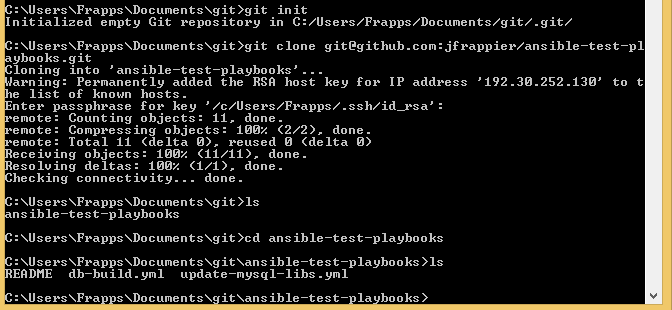 C:\Users\Frapps\Documents\git>git init
Initialized empty Git repository in C:/Users/Frapps/Documents/git/.git/
C:\Users\Frapps\Documents\git>git clone git@github.com:jfrappier/ansible-test-pl
aybooks.git
Cloning into 'ansible-test-playbooks'...
Warning: Permanently added the RSA host key for IP address '192.30.252.130' to t
he list of known hosts.
Enter passphrase for key '/c/Users/Frapps/.ssh/id_rsa':
remote: Counting objects: 11, done.
remote: Compressing objects: 100% (2/2), done.
remote: Total 11 (delta 0), reused 0 (delta 0)
Receiving objects: 100% (11/11), done.
Resolving deltas: 100% (1/1), done.
Checking connectivity... done.
C:\Users\Frapps\Documents\git>ls
ansible-test-playbooks
C:\Users\Frapps\Documents\git>cd ansible-test-playbooks
C:\Users\Frapps\Documents\git\ansible-test-playbooks>ls
README  db-build.yml  update-mysql-libs.yml
C:\Users\Frapps\Documents\git\ansible-test-playbooks>